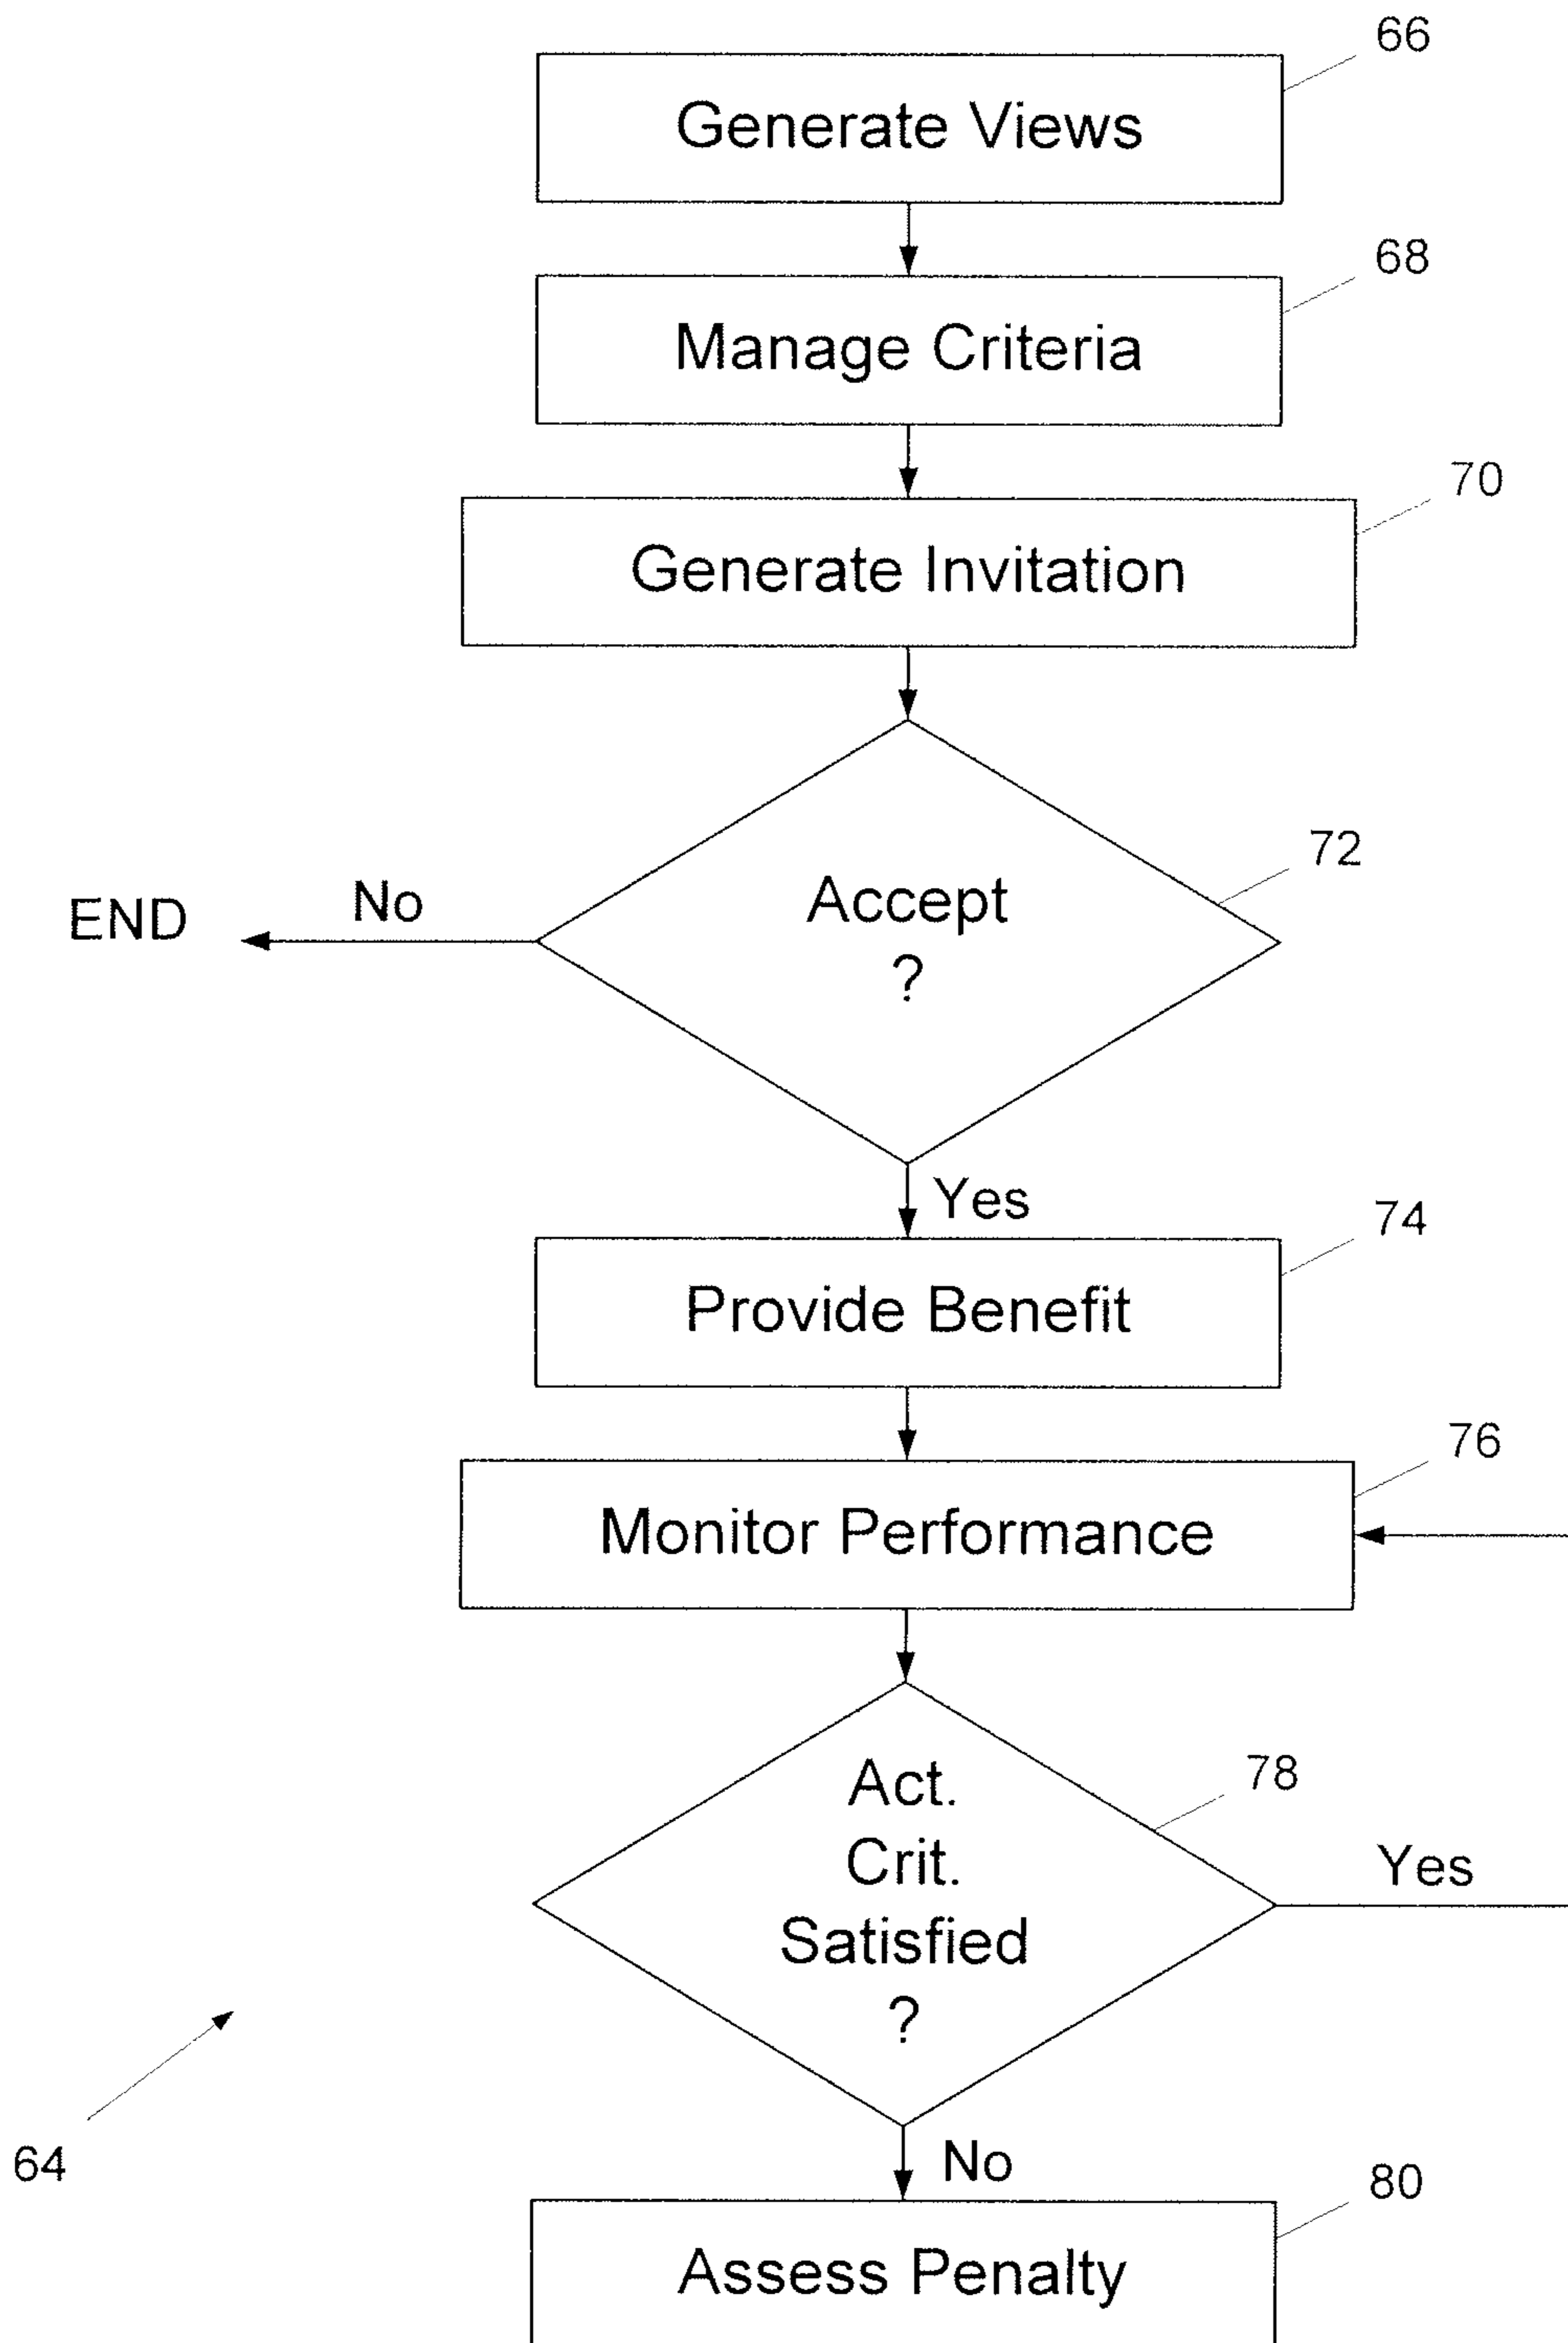 66
Generate Views
68
Manage Criteria
70
Generate Invitation
72
Accept
?
No
END
Yes
74
Provide Benefit
76
Monitor Performance
78
Act.
Crit.
Satisfied
?
Yes
64
No
80
Assess Penalty